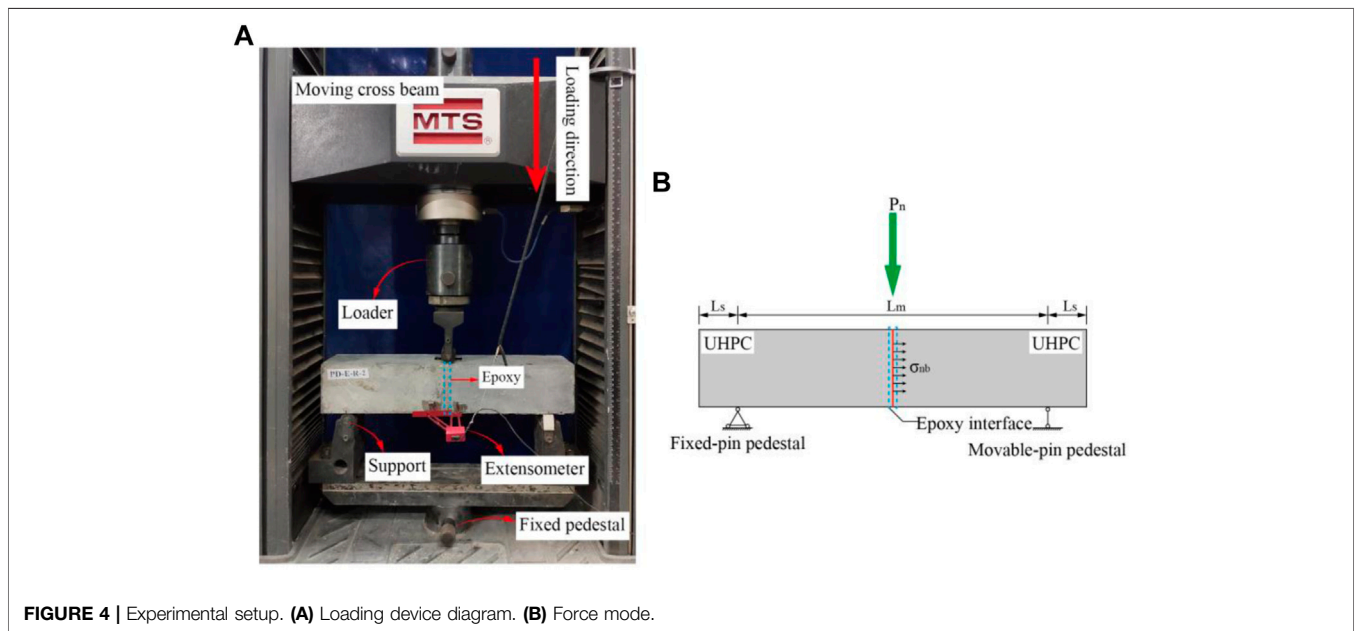 A
Moving cross beam
MTS
®
Loading direction
Loader
PD-E-R-2
Epoxy
Support
Extensometer
Fixed pedestal
B
Pn
Ls
Lm
Ls
UHPC
UHPC
σnb
Epoxy interface
Fixed-pin pedestal
Movable-pin pedestal
FIGURE 4 | Experimental setup. (A) Loading device diagram. (B) Force mode.